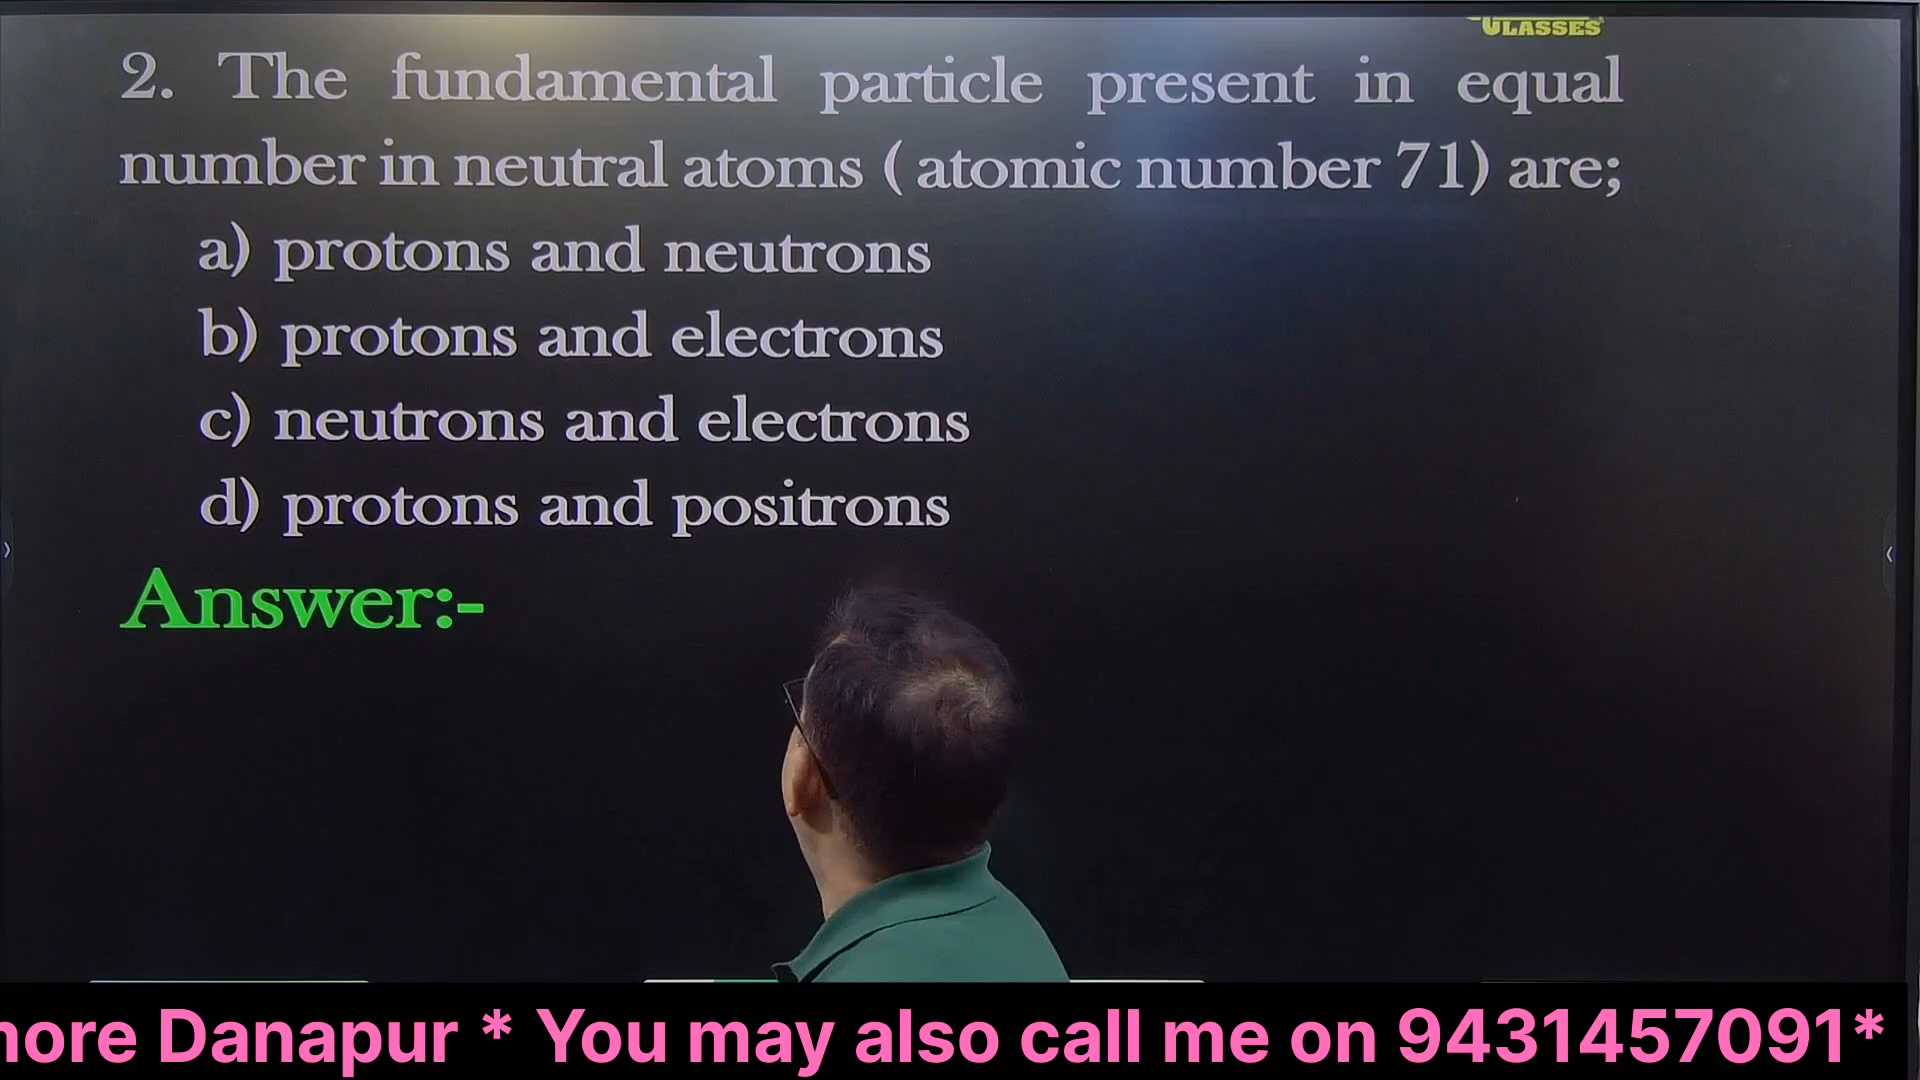 CLASSES
2. The fundamental particle present in equal
number in neutral atoms ( atomic number 71) are;
a) protons and neutrons
b) protons and electrons
c) neutrons and electrons
d) protons and positrons
Answer:-
Danapur * You may also call me on 9431457091*